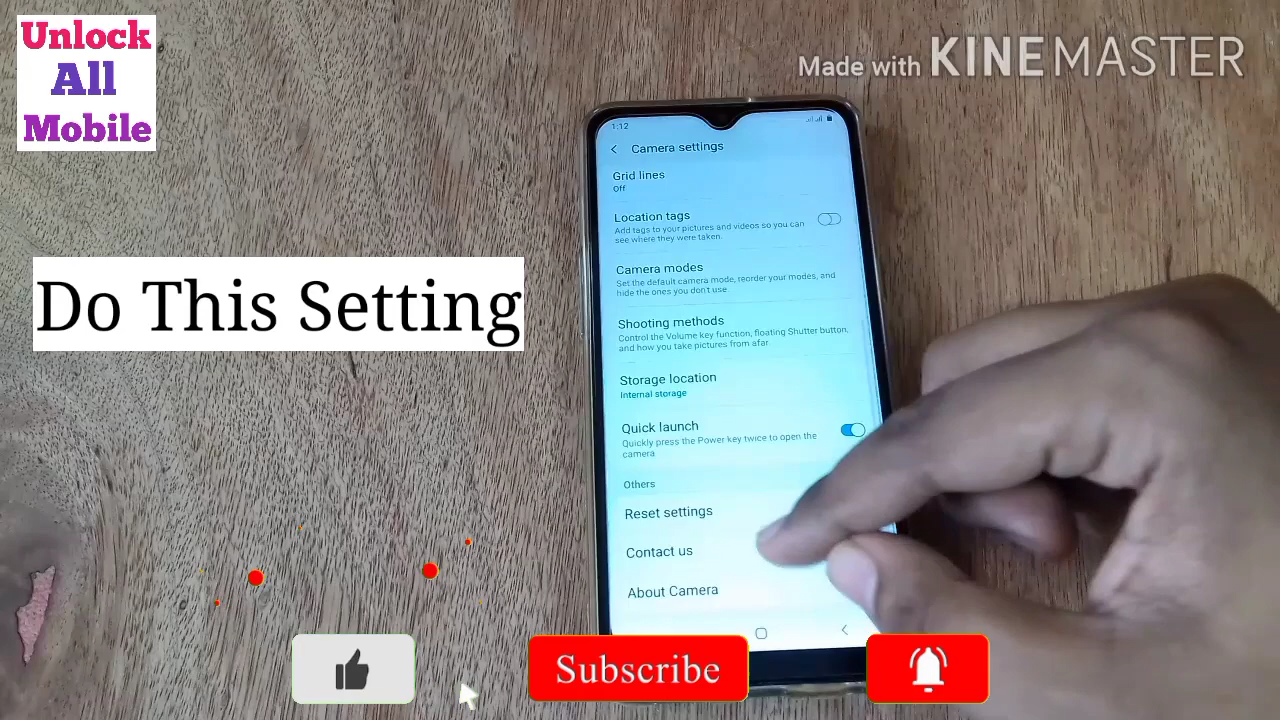 Unlock
All
Mobile
Made with KINEMASTER
Do This Setting
1:12
Camera settings
Grid lines
Off
Location tags
Add tags to your pictures and videos so you can
see where they were taken.
Camera modes
Set the default camera mode, reorder your modes, and
hide the ones you don't use.
Shooting methods
Control the Volume key function, floating Shutter button,
and how you take pictures from afar
Storage location
Internal storage
Quick launch
Quickly press the Power key twice to open the
camera
Others
Reset settings
Contact us
About Camera
Subscribe